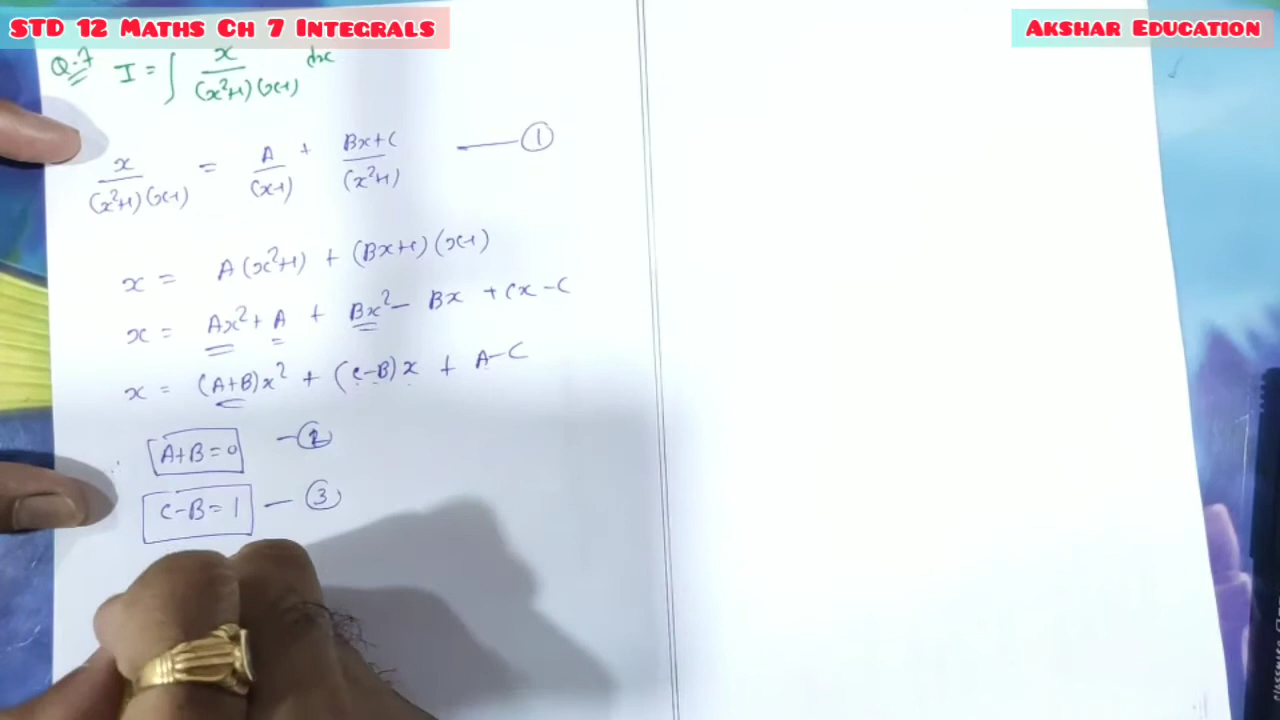 STD 12 Maths Ch 7 Integrals
Akshar Education
Q.7 I = ∫ x / (x²+1)(x-1) dx
x / (x²+1)(x-1) = A / (x-1) + Bx+C / (x²+1) — ①
x = A(x²+1) + (Bx+C)(x-1)
x = Ax² + A + Bx² - Bx + Cx - C
x = (A+B)x² + (C-B)x + A-C
A+B=0 — ②
C-B=1 — ③